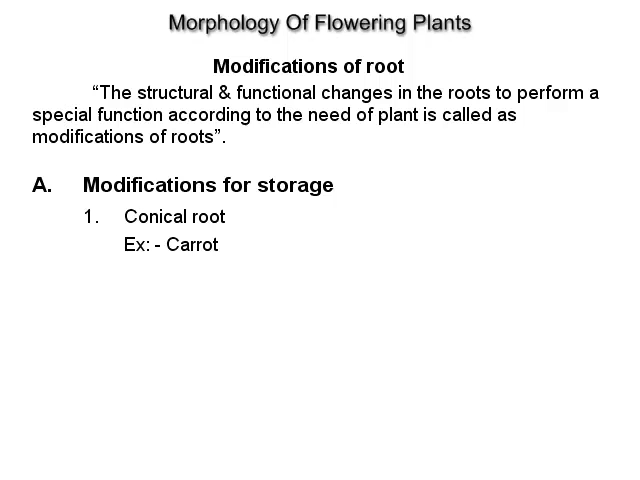 Morphology Of Flowering Plants
Modifications of root
“The structural & functional changes in the roots to perform a
special function according to the need of plant is called as
modifications of roots”.
A. Modifications for storage
1. Conical root
Ex: - Carrot